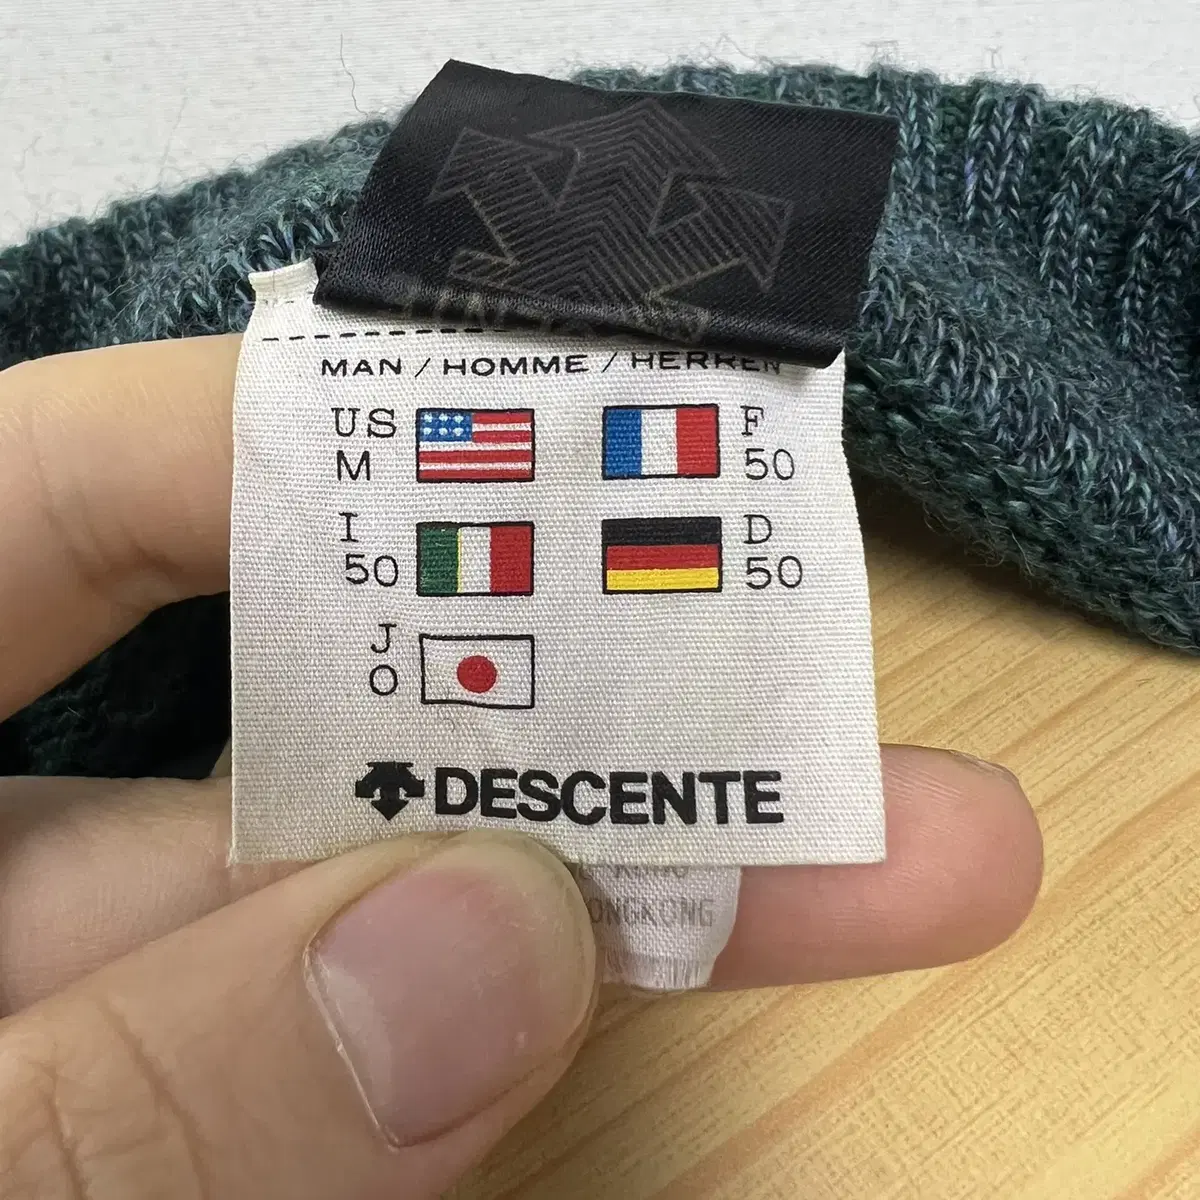 MAN / HOMME / HERREN
US
M
F
50
I
50
D
50
J
O
DESCENTE